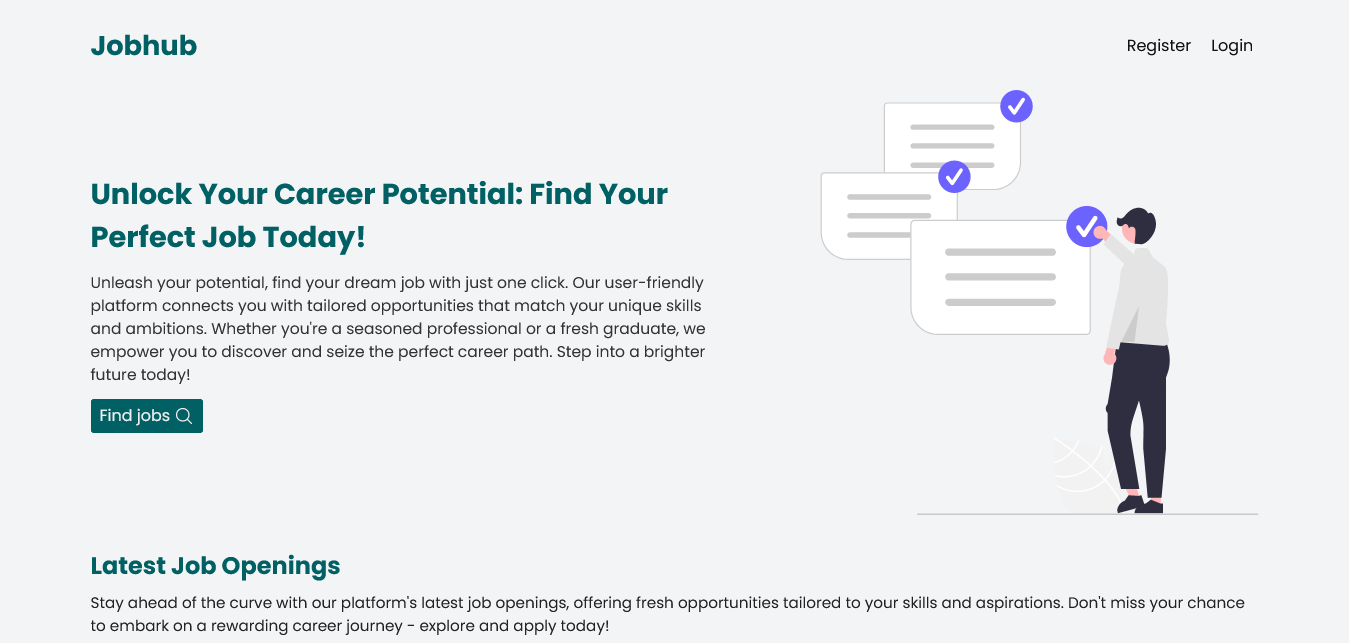 Jobhub
Register Login
Unlock Your Career Potential: Find Your
Perfect Job Today!
Unleash your potential, find your dream job with just one click. Our user-friendly
platform connects you with tailored opportunities that match your unique skills
and ambitions. Whether you're a seasoned professional or a fresh graduate, we
empower you to discover and seize the perfect career path. Step into a brighter
future today!
Find jobs
Latest Job Openings
Stay ahead of the curve with our platform's latest job openings, offering fresh opportunities tailored to your skills and aspirations. Don't miss your chance
to embark on a rewarding career journey - explore and apply today!